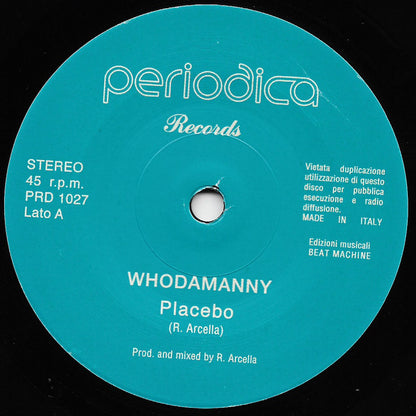 periodica
Records
STEREO
45 r.p.m.
PRD 1027
Lato A
Vietata duplicazione
utilizzazione di questo
disco per pubblica
esecuzione e radio
diffusione.
MADE IN ITALY
Edizioni musicali
BEAT MACHINE
WHODAMANNY
Placebo
(R. Arcella)
Prod. and mixed by R. Arcella